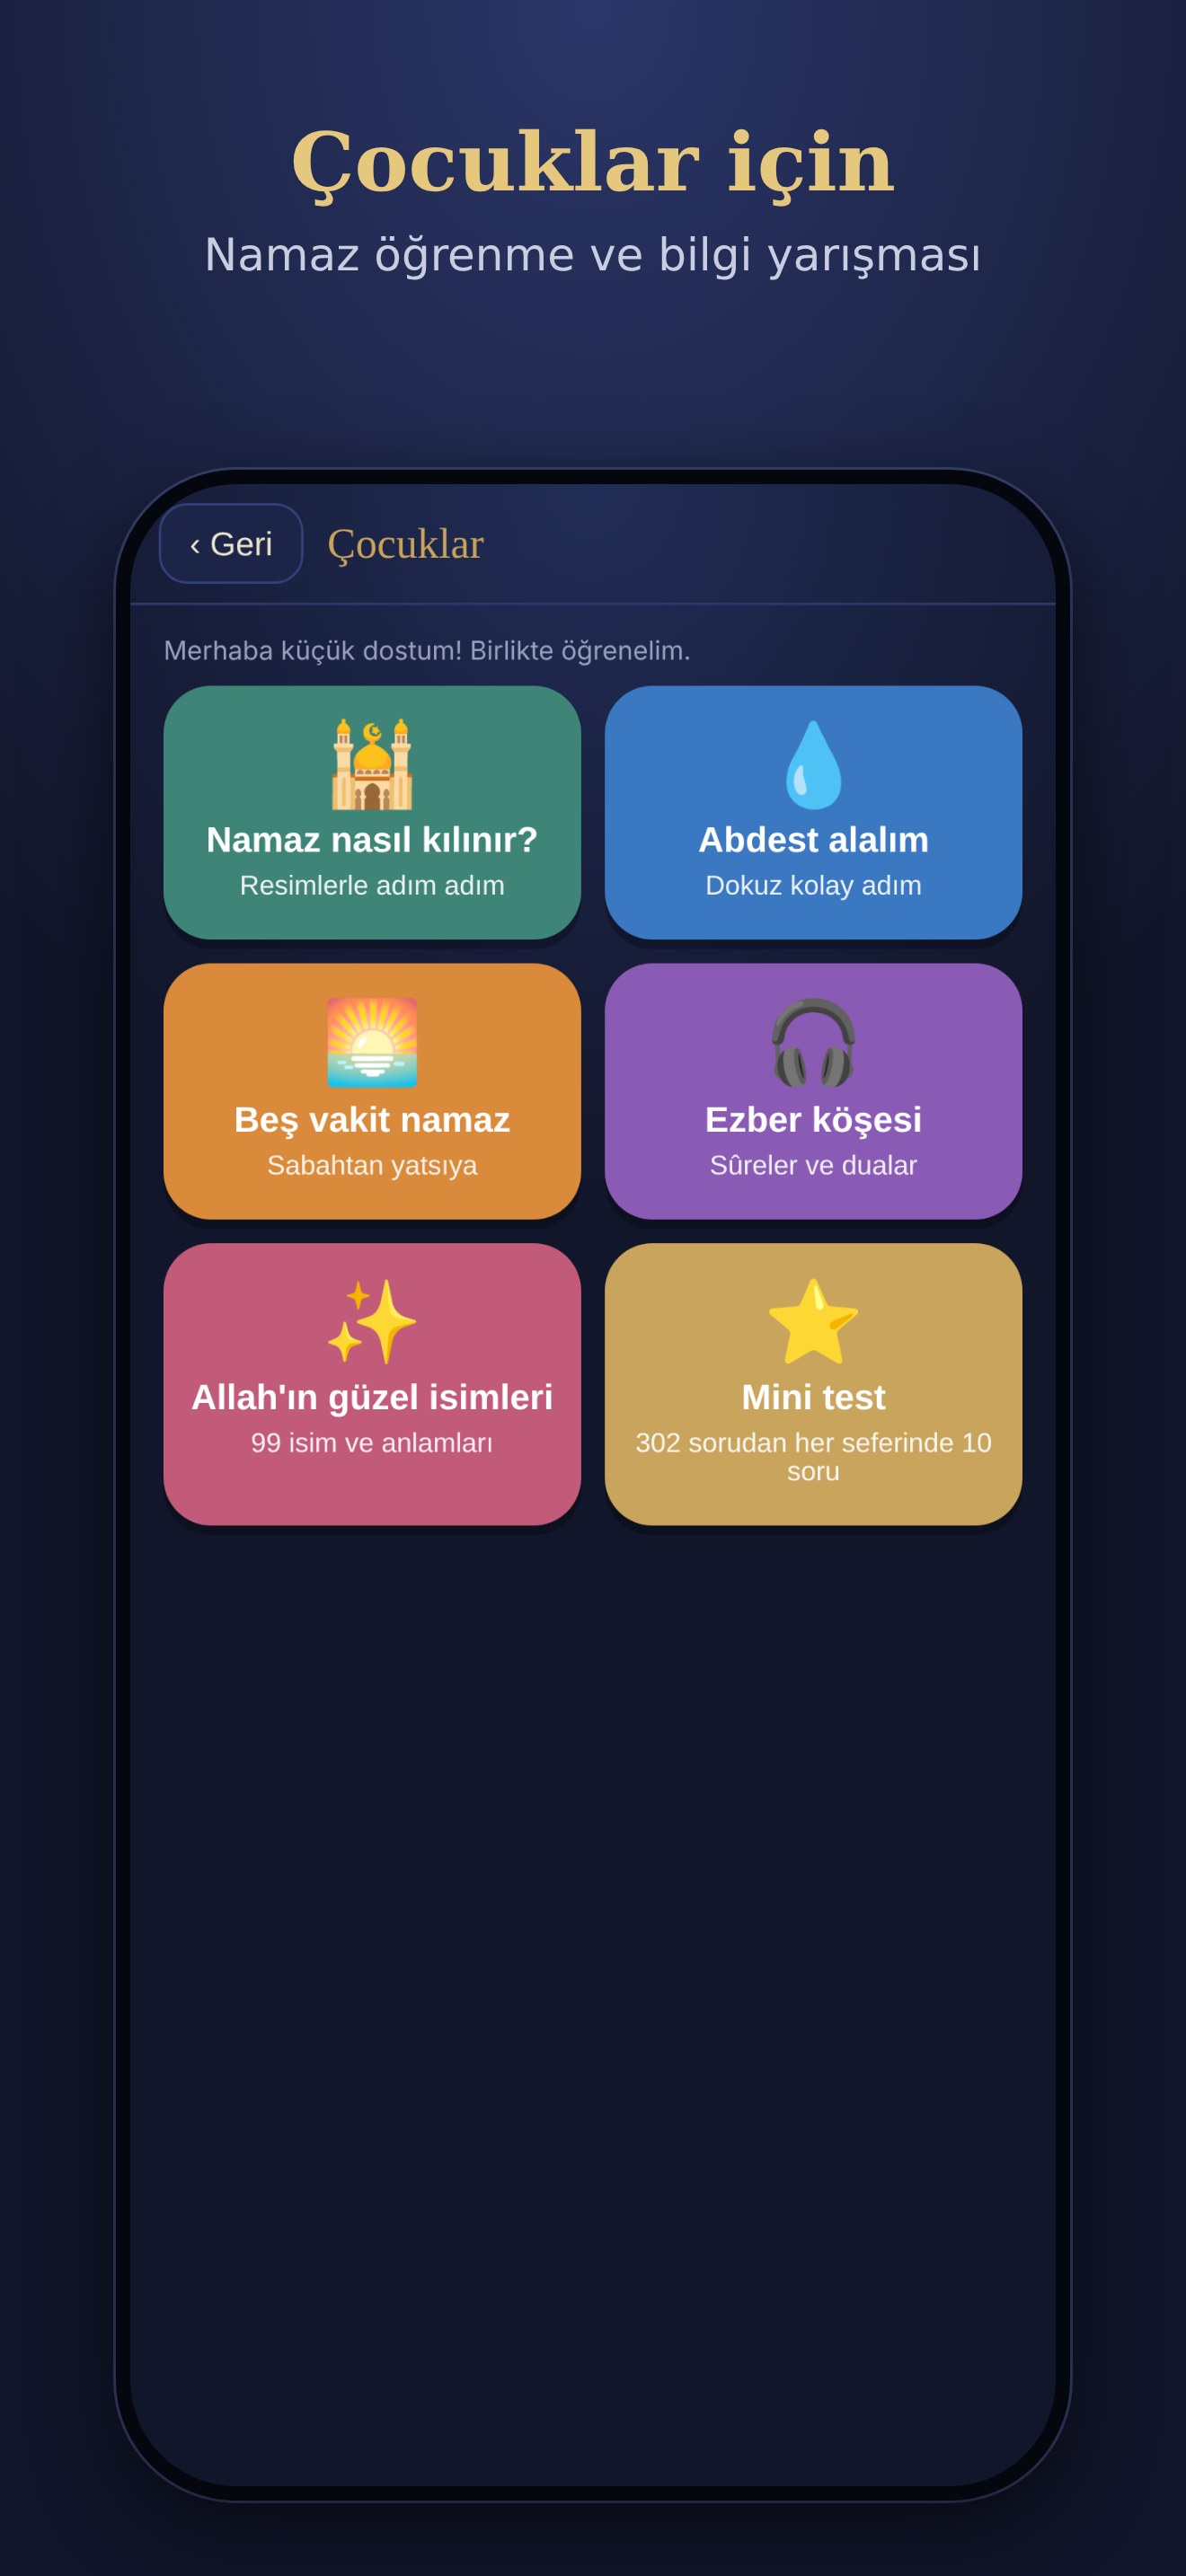 Çocuklar için
Namaz öğrenme ve bilgi yarışması
‹ Geri
Çocuklar
Merhaba küçük dostum! Birlikte öğrenelim.
Namaz nasıl kılınır?
Resimlerle adım adım
Abdest alalım
Dokuz kolay adım
Beş vakit namaz
Sabahtan yatsıya
Ezber köşesi
Sûreler ve dualar
Allah'ın güzel isimleri
99 isim ve anlamları
Mini test
302 sorudan her seferinde 10
soru